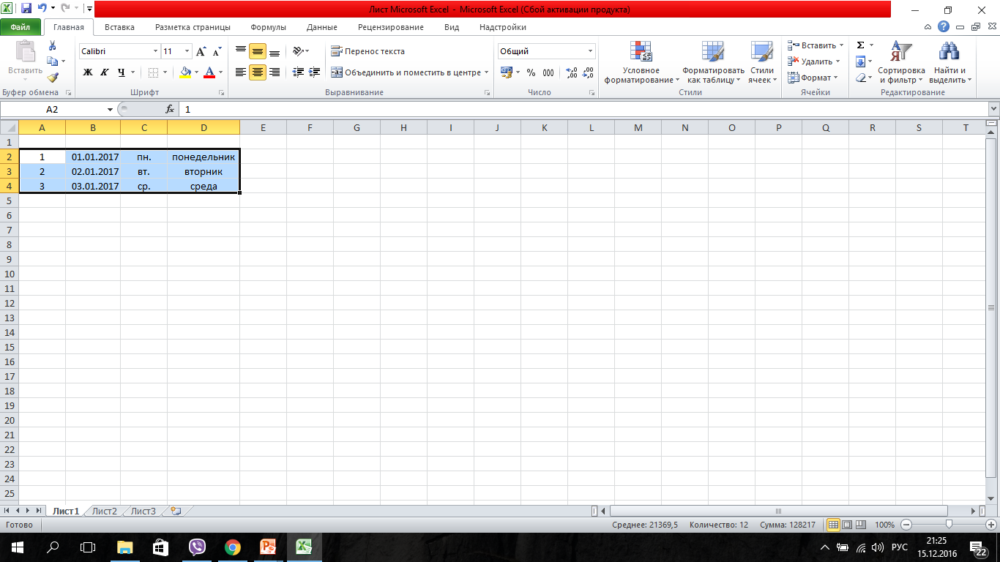 Лист Microsoft Excel - Microsoft Excel (Сбой активации продукта)
Файл Главная Вставка Разметка страницы Формулы Данные Рецензирование Вид Надстройки
Вставить
Буфер обмена
Calibri 11
Ж К Ч
Шрифт
Перенос текста
Объединить и поместить в центре
Выравнивание
Общий
% 000 ,00 ,0
Число
Условное форматирование
Форматировать как таблицу
Стили ячеек
Стили
Вставить
Удалить
Формат
Ячейки
Σ
Сортировка и фильтр
Найти и выделить
Редактирование
A2 fx 1
A B C D E F G H I J K L M N O P Q R S T
1
2 1 01.01.2017 пн. понедельник
3 2 02.01.2017 вт. вторник
4 3 03.01.2017 ср. среда
5
6
7
8
9
10
11
12
13
14
15
16
17
18
19
20
21
22
23
24
25
Лист1 Лист2 Лист3
Готово Среднее: 21369,5 Количество: 12 Сумма: 128217 100%
РУС 21:25
15.12.2016 22